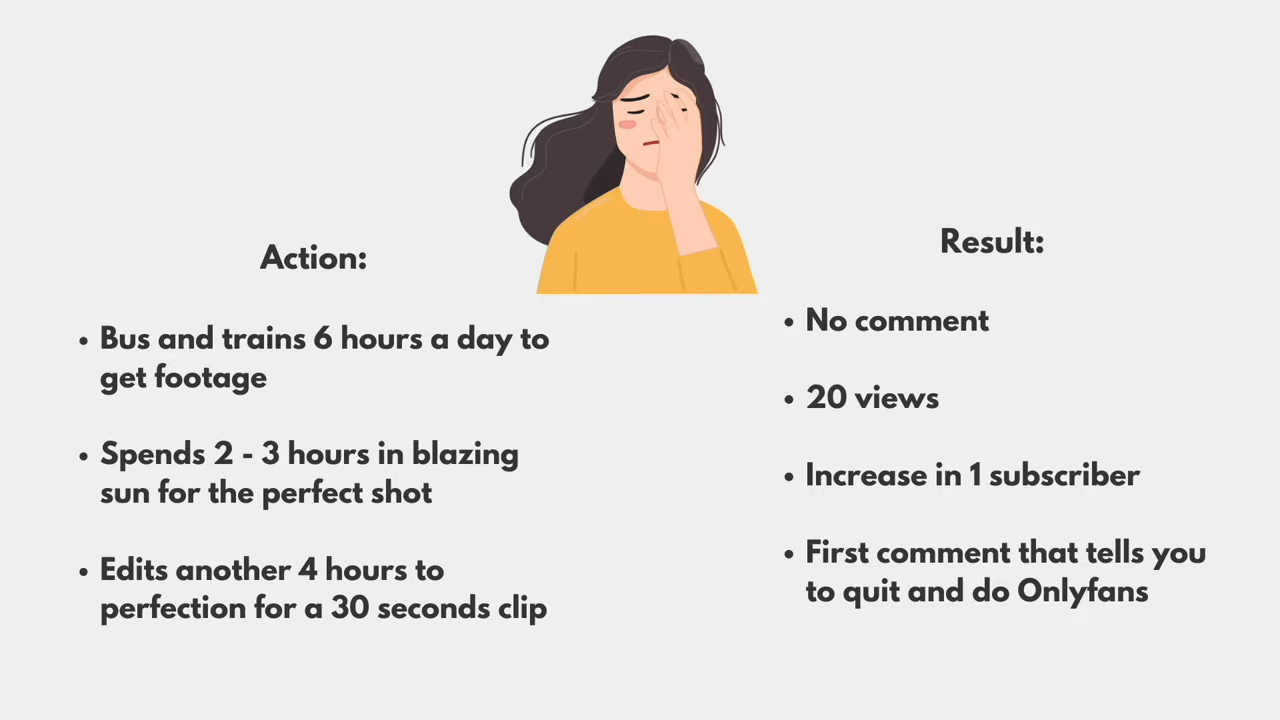 Action:
• Bus and trains 6 hours a day to
get footage
• Spends 2 - 3 hours in blazing
sun for the perfect shot
• Edits another 4 hours to
perfection for a 30 seconds clip
Result:
• No comment
• 20 views
• Increase in 1 subscriber
• First comment that tells you
to quit and do Onlyfans